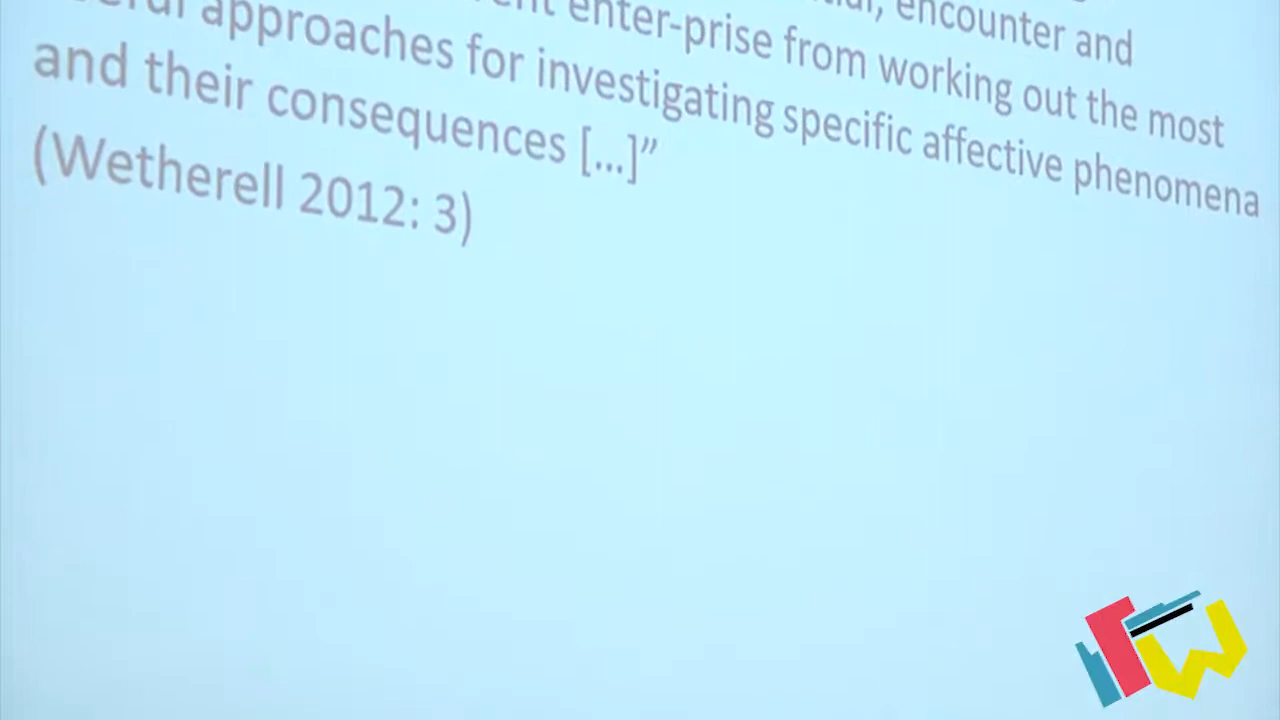 encounter and
enter-prise from working out the most
approaches for investigating specific affective phenomena
and their consequences [...]”
(Wetherell 2012: 3)